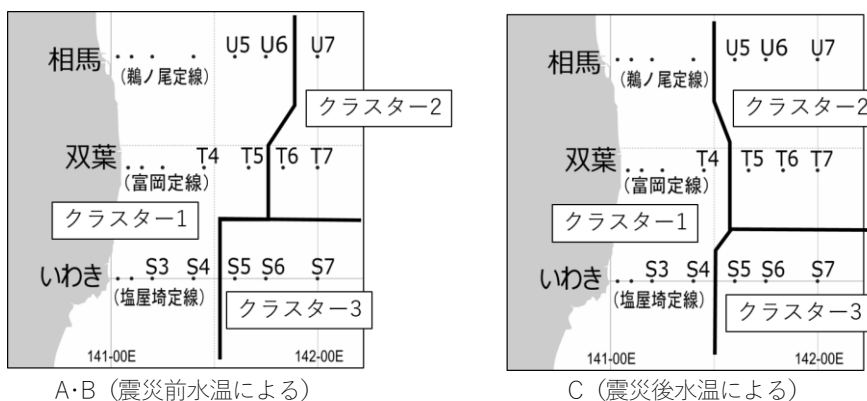 相馬 U5 U6 U7
(鵜ノ尾定線)
クラスター2
双葉 T4 T5 T6 T7
(富岡定線)
クラスター1
いわき S3 S4 S5 S6 S7
(塩屋埼定線)
クラスター3
141-00E 142-00E
A・B（震災前水温による）
相馬 U5 U6 U7
(鵜ノ尾定線)
クラスター2
双葉 T4 T5 T6 T7
(富岡定線)
クラスター1
いわき S3 S4 S5 S6 S7
(塩屋埼定線)
クラスター3
141-00E 142-00E
C（震災後水温による）